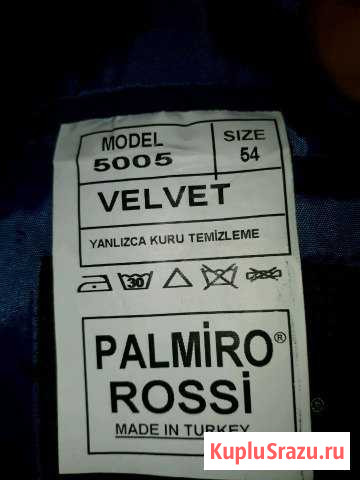 MODEL
5005
SIZE
54
VELVET
YANLIZCA KURU TEMİZLEME
30
PALMİRO®
ROSSİ
MADE IN TURKEY
KupluSrazu.ru